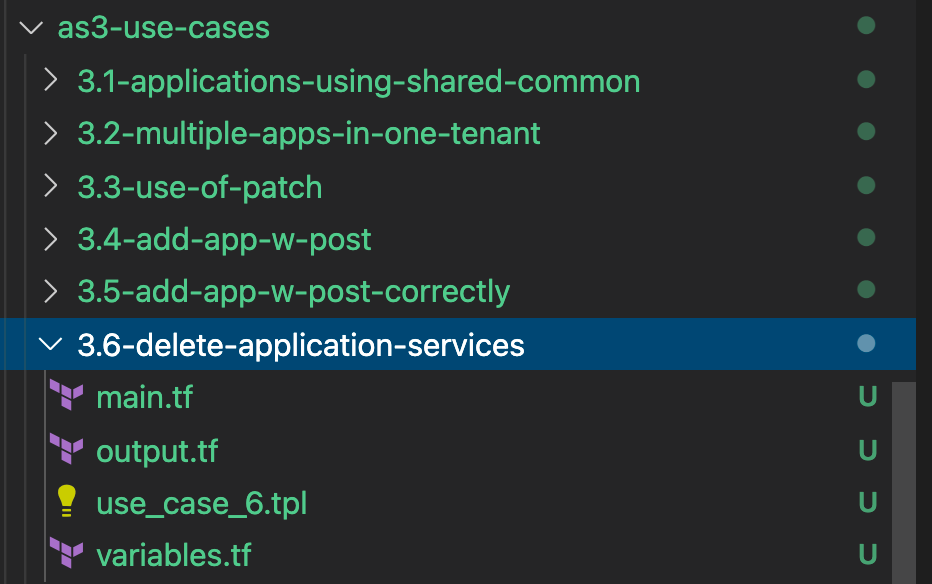 as3-use-cases
3.1-applications-using-shared-common
3.2-multiple-apps-in-one-tenant
3.3-use-of-patch
3.4-add-app-w-post
3.5-add-app-w-post-correctly
3.6-delete-application-services
main.tf U
output.tf U
use_case_6.tpl U
variables.tf U